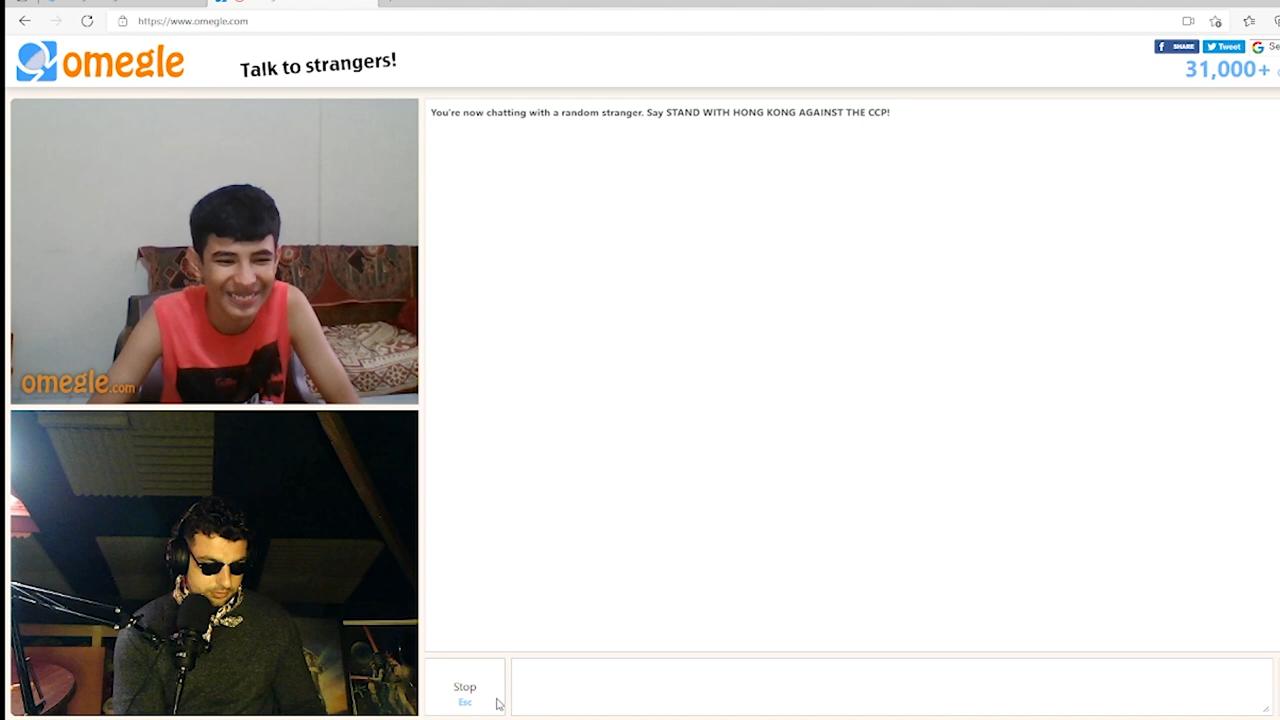 https://www.omegle.com
omegle
Talk to strangers!
f SHARE
Tweet
G
31,000+
You're now chatting with a random stranger. Say STAND WITH HONG KONG AGAINST THE CCP!
omegle.com
Stop
Esc